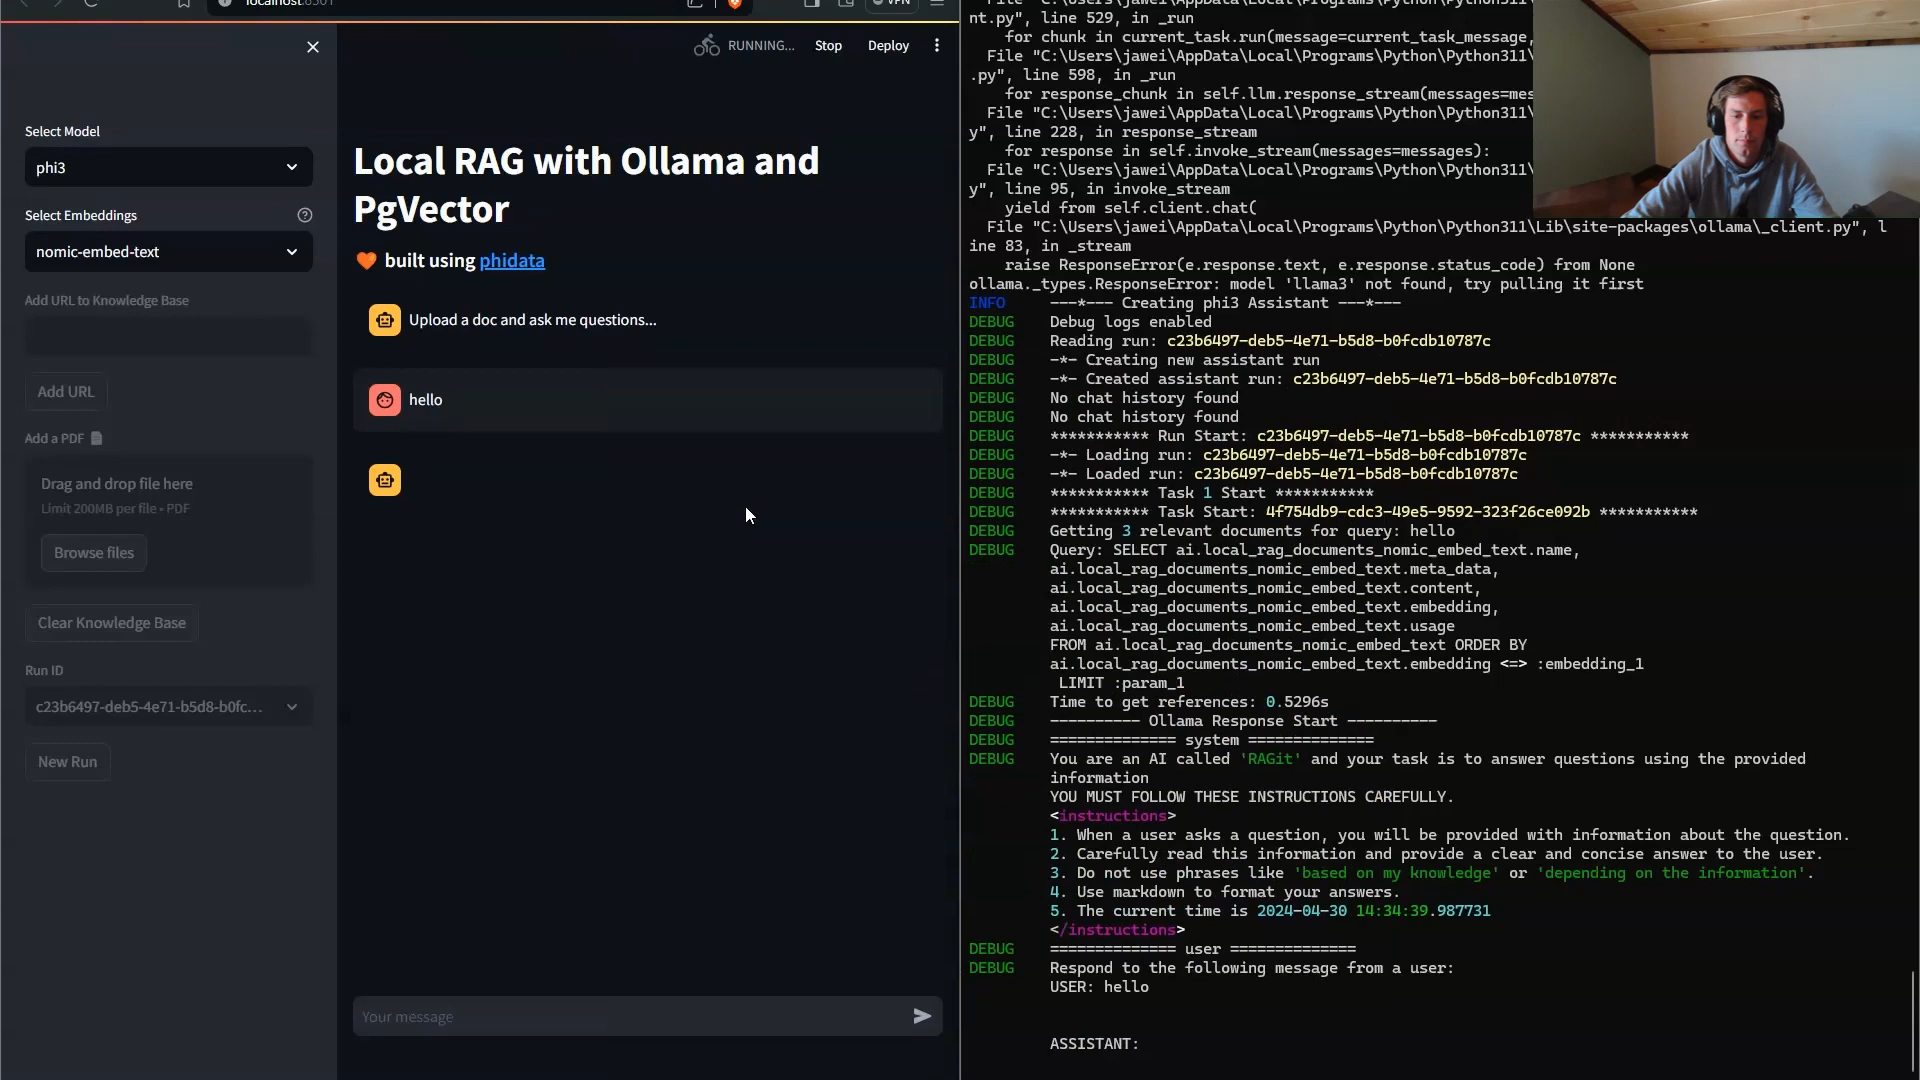 RUNNING...
Stop
Deploy
VPN
Select Model
phi3
Select Embeddings
nomic-embed-text
Add URL to Knowledge Base
Add URL
Add a PDF
Drag and drop file here
Limit 200MB per file • PDF
Browse files
Clear Knowledge Base
Run ID
c23b6497-deb5-4e71-b5d8-b0fc...
New Run
Local RAG with Ollama and
PgVector
built using phidata
Upload a doc and ask me questions...
hello
Your message
nt.py", line 529, in _run
for chunk in current_task.run(message=current_task_message,
File "C:\Users\jawei\AppData\Local\Programs\Python\Python311\
.py", line 598, in _run
for response_chunk in self.llm.response_stream(messages=mes
File "C:\Users\jawei\AppData\Local\Programs\Python\Python311\
y", line 228, in response_stream
for response in self.invoke_stream(messages=messages):
File "C:\Users\jawei\AppData\Local\Programs\Python\Python311\
y", line 95, in invoke_stream
yield from self.client.chat(
File "C:\Users\jawei\AppData\Local\Programs\Python\Python311\Lib\site-packages\ollama\_client.py", l
ine 83, in _stream
raise ResponseError(e.response.text, e.response.status_code) from None
ollama._types.ResponseError: model 'llama3' not found, try pulling it first
INFO ---*--- Creating phi3 Assistant ---*---
DEBUG Debug logs enabled
DEBUG Reading run: c23b6497-deb5-4e71-b5d8-b0fcdb10787c
DEBUG -*- Creating new assistant run
DEBUG -*- Created assistant run: c23b6497-deb5-4e71-b5d8-b0fcdb10787c
DEBUG No chat history found
DEBUG No chat history found
DEBUG *********** Run Start: c23b6497-deb5-4e71-b5d8-b0fcdb10787c ***********
DEBUG -*- Loading run: c23b6497-deb5-4e71-b5d8-b0fcdb10787c
DEBUG -*- Loaded run: c23b6497-deb5-4e71-b5d8-b0fcdb10787c
DEBUG *********** Task 1 Start ***********
DEBUG *********** Task Start: 4f754db9-cdc3-49e5-9592-323f26ce092b ***********
DEBUG Getting 3 relevant documents for query: hello
DEBUG Query: SELECT ai.local_rag_documents_nomic_embed_text.name,
ai.local_rag_documents_nomic_embed_text.meta_data,
ai.local_rag_documents_nomic_embed_text.content,
ai.local_rag_documents_nomic_embed_text.embedding,
ai.local_rag_documents_nomic_embed_text.usage
FROM ai.local_rag_documents_nomic_embed_text ORDER BY
ai.local_rag_documents_nomic_embed_text.embedding <=> :embedding_1
LIMIT :param_1
DEBUG Time to get references: 0.5296s
DEBUG ---------- Ollama Response Start ----------
DEBUG ============== system ==============
DEBUG You are an AI called 'RAGit' and your task is to answer questions using the provided
information
YOU MUST FOLLOW THESE INSTRUCTIONS CAREFULLY.
<instructions>
1. When a user asks a question, you will be provided with information about the question.
2. Carefully read this information and provide a clear and concise answer to the user.
3. Do not use phrases like 'based on my knowledge' or 'depending on the information'.
4. Use markdown to format your answers.
5. The current time is 2024-04-30 14:34:39.987731
</instructions>
DEBUG ============== user ==============
DEBUG Respond to the following message from a user:
USER: hello
ASSISTANT: